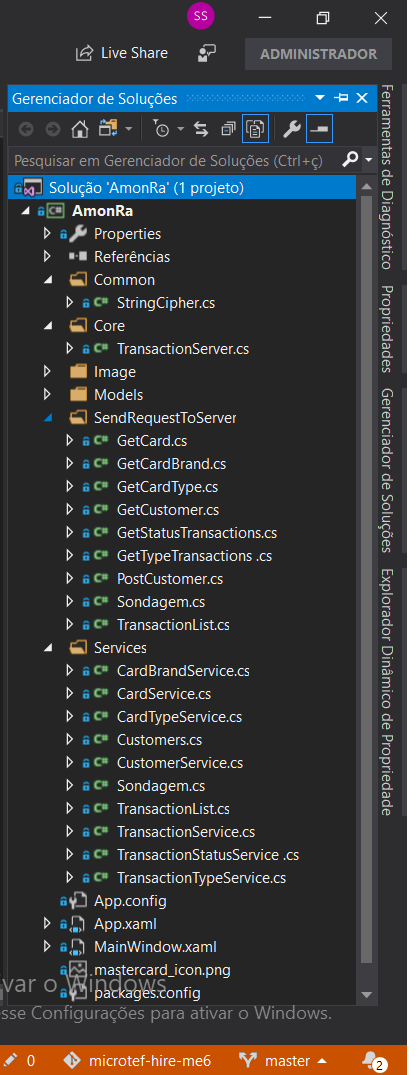 SS
Live Share
ADMINISTRADOR
Gerenciador de Soluções
Pesquisar em Gerenciador de Soluções (Ctrl+ç)
Solução 'AmonRa' (1 projeto)
AmonRa
Properties
Referências
Common
StringCipher.cs
Core
TransactionServer.cs
Image
Models
SendRequestToServer
GetCard.cs
GetCardBrand.cs
GetCardType.cs
GetCustomer.cs
GetStatusTransactions.cs
GetTypeTransactions .cs
PostCustomer.cs
Sondagem.cs
TransactionList.cs
Services
CardBrandService.cs
CardService.cs
CardTypeService.cs
Customers.cs
CustomerService.cs
Sondagem.cs
TransactionList.cs
TransactionService.cs
TransactionStatusService .cs
TransactionTypeService.cs
App.config
App.xaml
MainWindow.xaml
mastercard_icon.png
packages.config
var o Windows
sse Configurações para ativar o Windows.
Ferramentas de Diagnóstico
Propriedades
Gerenciador de Soluções
Explorador Dinâmico de Propriedade
0
microtef-hire-me6
master
2